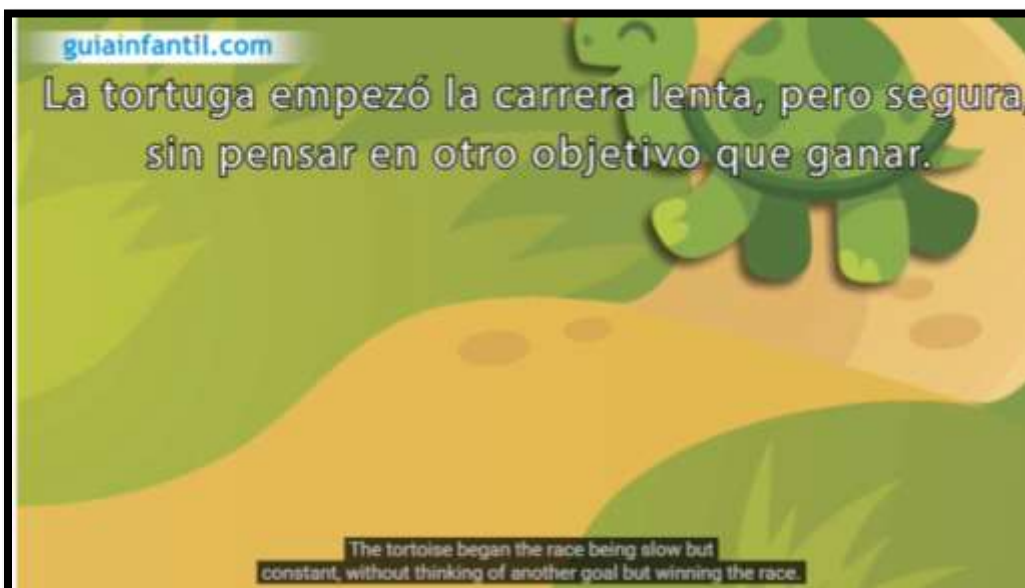 guiainfantil.com
La tortuga empezó la carrera lenta, pero segura,
sin pensar en otro objetivo que ganar.
The tortoise began the race being slow but
constant, without thinking of another goal but winning the race.